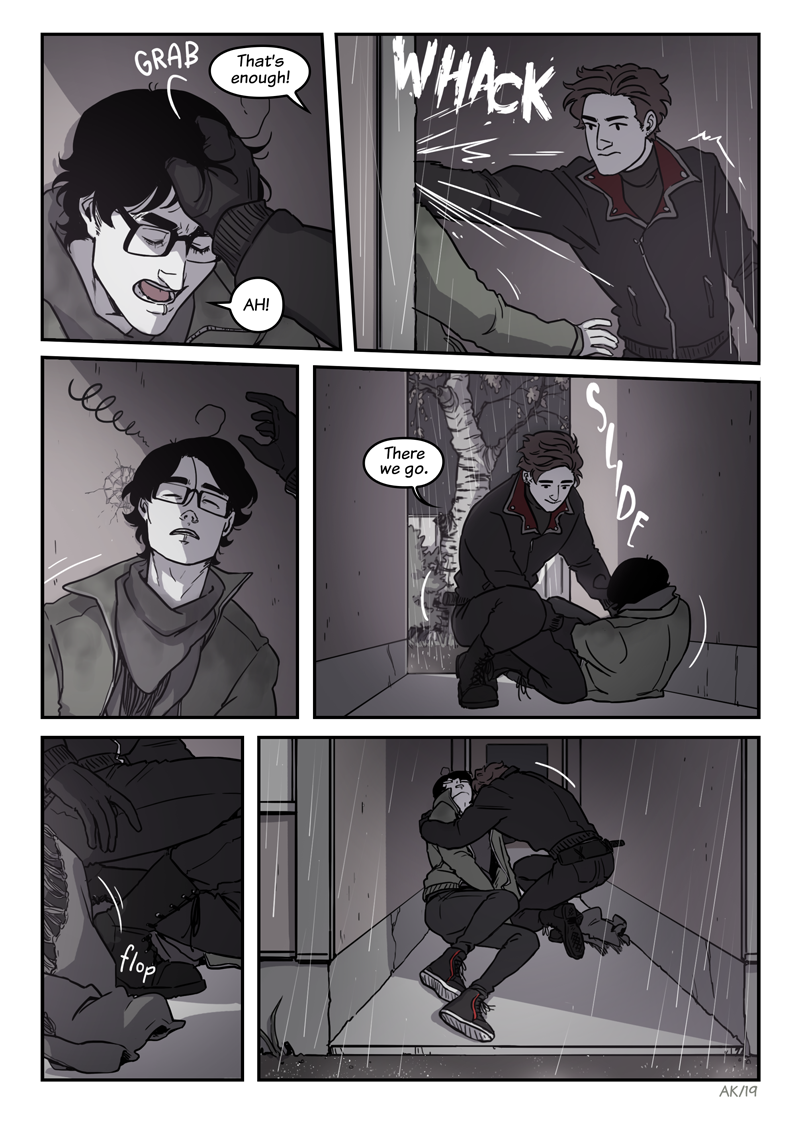 GRAB
That's
enough!
AH!
WHACK
There
we go.
SLIDE
flop
AK/19